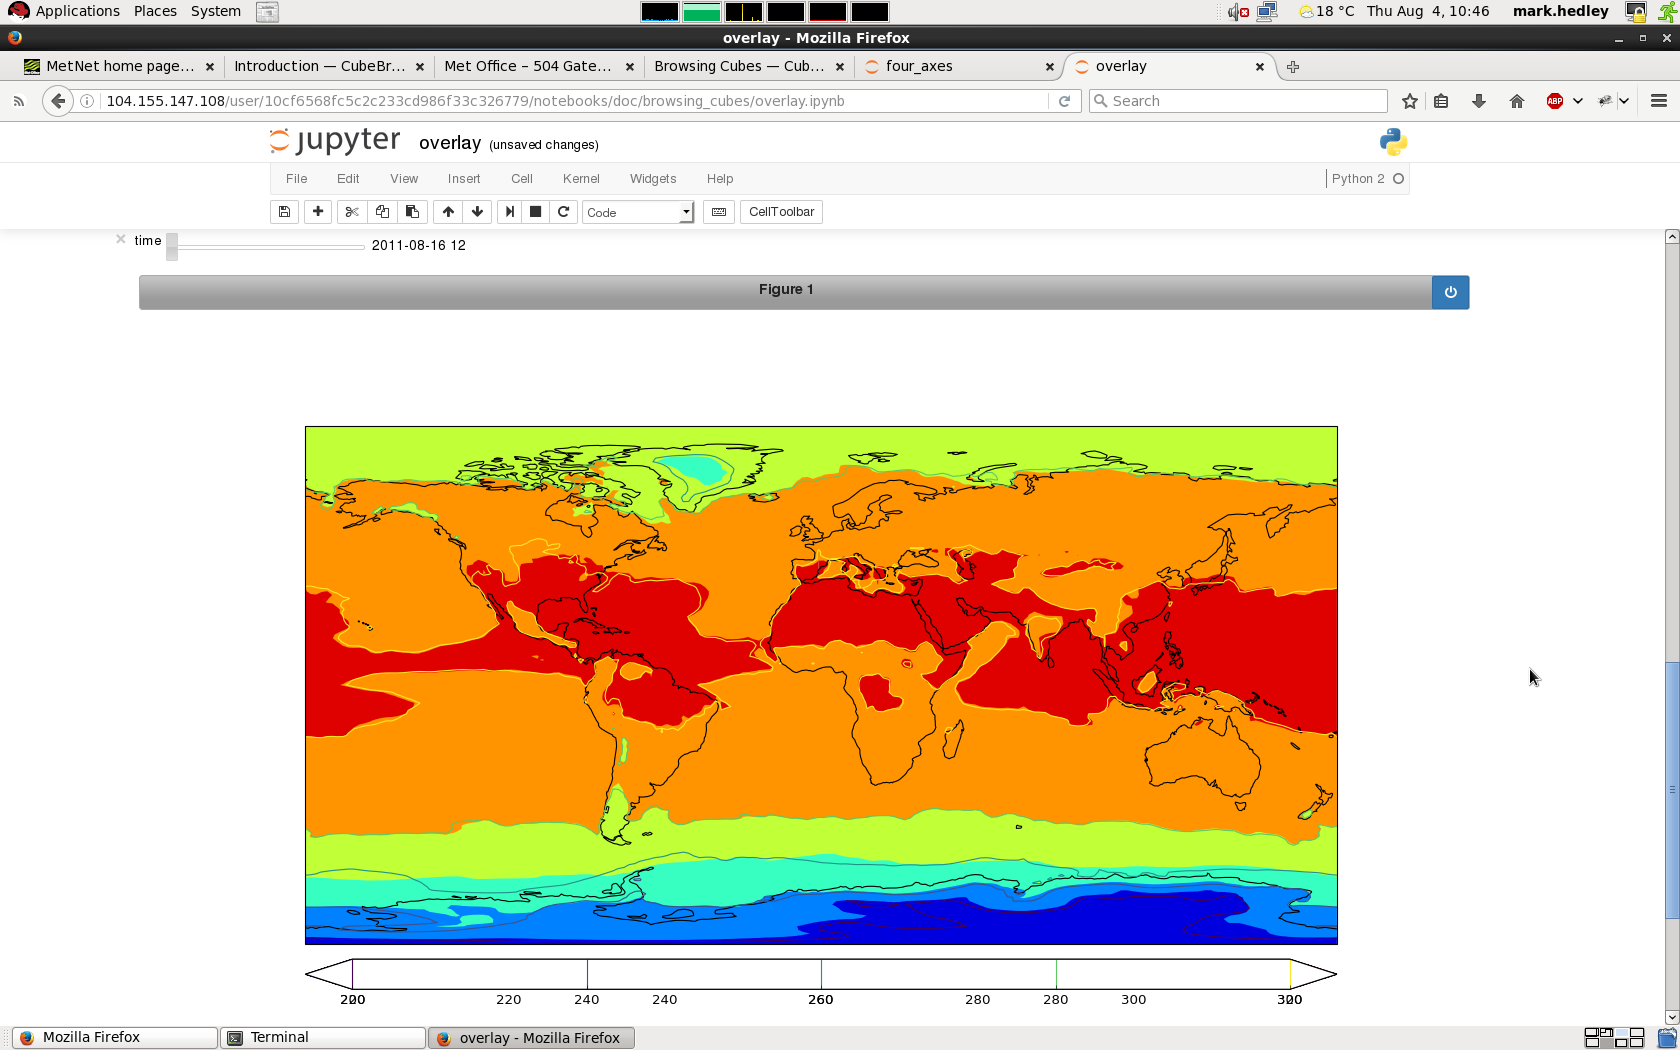 Applications Places System 18 °C Thu Aug 4, 10:46 mark.hedley
overlay - Mozilla Firefox
MetNet home page... Introduction — CubeBr... Met Office – 504 Gate... Browsing Cubes — Cub... four_axes overlay
104.155.147.108/user/10cf6568fc5c2c233cd986f33c326779/notebooks/doc/browsing_cubes/overlay.ipynb Search ABP
jupyter overlay (unsaved changes)
File Edit View Insert Cell Kernel Widgets Help Python 2
Code CellToolbar
time 2011-08-16 12
Figure 1
220 240 240 260 280 280 300
Mozilla Firefox Terminal overlay - Mozilla Firefox